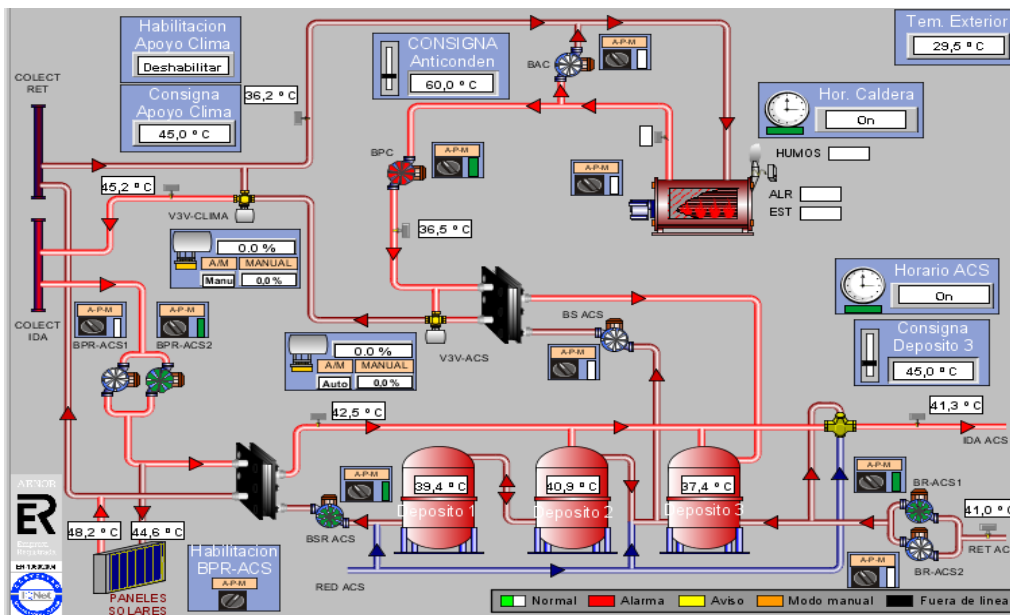 Habilitacion
Apoyo Clima
Deshabilitar
Consigna
Apoyo Clima
45,0 º C
COLECT
RET
36,2 º C
CONSIGNA
Anticonden
60,0 º C
A-P-M
BAC
Tem. Exterior
29,5 º C
Hor. Caldera
On
HUMOS
ALR
EST
A-P-M
BPC
A-P-M
45,2 º C
V3V-CLIMA
36,5 º C
0.0 %
A/M
MANUAL
Manu
0,0 %
Horario ACS
On
COLECT
IDA
A-P-M
BPR-ACS1
A-P-M
BPR-ACS2
BS ACS
A-P-M
V3V-ACS
0.0 %
A/M
MANUAL
Auto
0,0 %
Consigna
Deposito 3
45,0 º C
42,5 º C
41,3 º C
IDA ACS
39,4 º C
Deposito 1
40,9 º C
Deposito 2
37,4 º C
Deposito 3
A-P-M
BSR ACS
A-P-M
BR-ACS1
41,0 º C
RET AC
A-P-M
BR-ACS2
RED ACS
48,2 º C
44,6 º C
PANELES
SOLARES
Habilitacion
BPR-ACS
A-P-M
AENOR
ER
Empresa
Registrada
IQNet
Normal
Alarma
Aviso
Modo manual
Fuera de linea